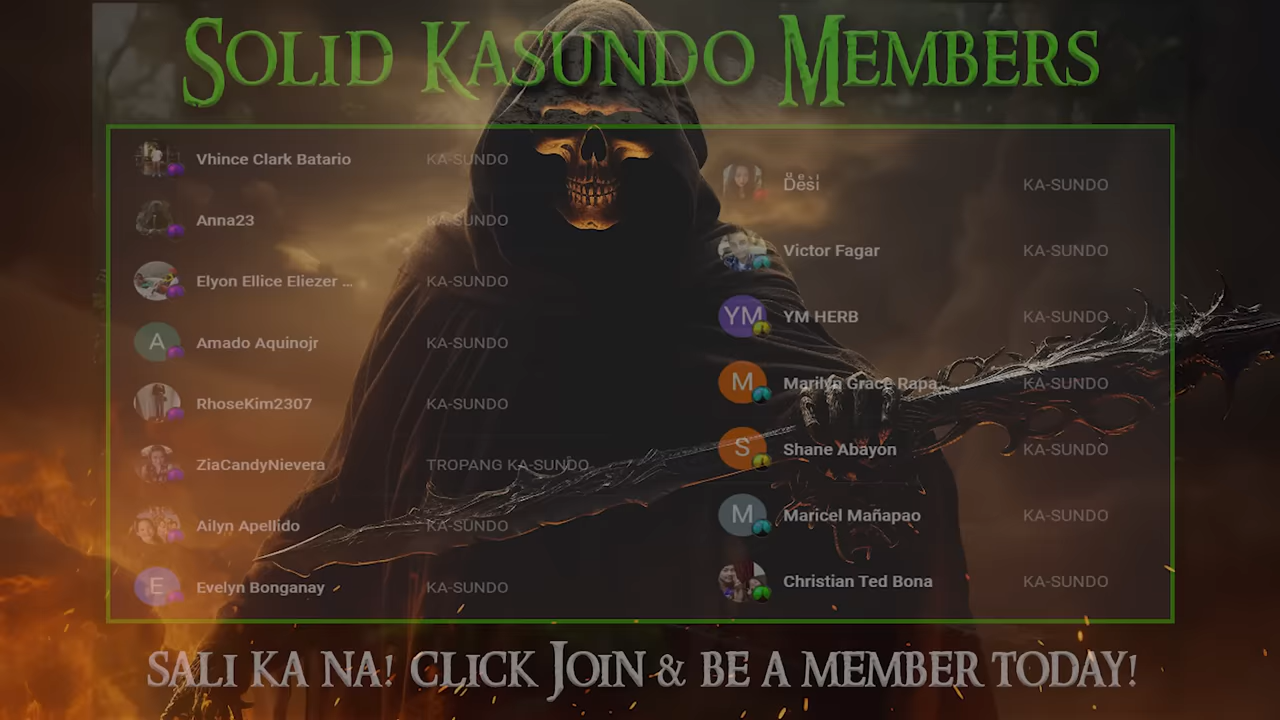 SOLID KASUNDO MEMBERS
Vhince Clark Batario KA-SUNDO
Anna23 KA-SUNDO
Elyon Ellice Eliezer ... KA-SUNDO
A Amado Aquinojr KA-SUNDO
RhoseKim2307 KA-SUNDO
ZiaCandyNievera TROPANG KA-SUNDO
Ailyn Apellido KA-SUNDO
E Evelyn Bonganay KA-SUNDO
Desi KA-SUNDO
Victor Fagar KA-SUNDO
YM YM HERB KA-SUNDO
M Marilyn Grace Rapa... KA-SUNDO
S Shane Abayon KA-SUNDO
M Maricel Mañapao KA-SUNDO
Christian Ted Bona KA-SUNDO
SALI KA NA! CLICK JOIN & BE A MEMBER TODAY!